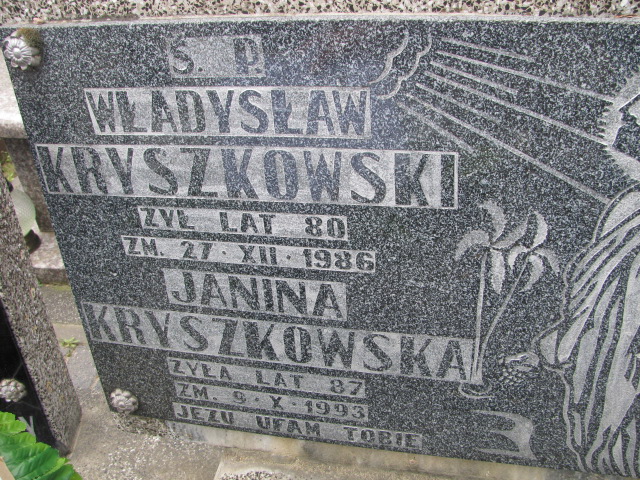 Ś. P.
WŁADYSŁAW
KRYSZKOWSKI
ŻYŁ LAT 80
ZM. 27 · XII · 1986
JANINA
KRYSZKOWSKA
ŻYŁA LAT 87
ZM. 9 · X · 1993
JEZU UFAM TOBIE